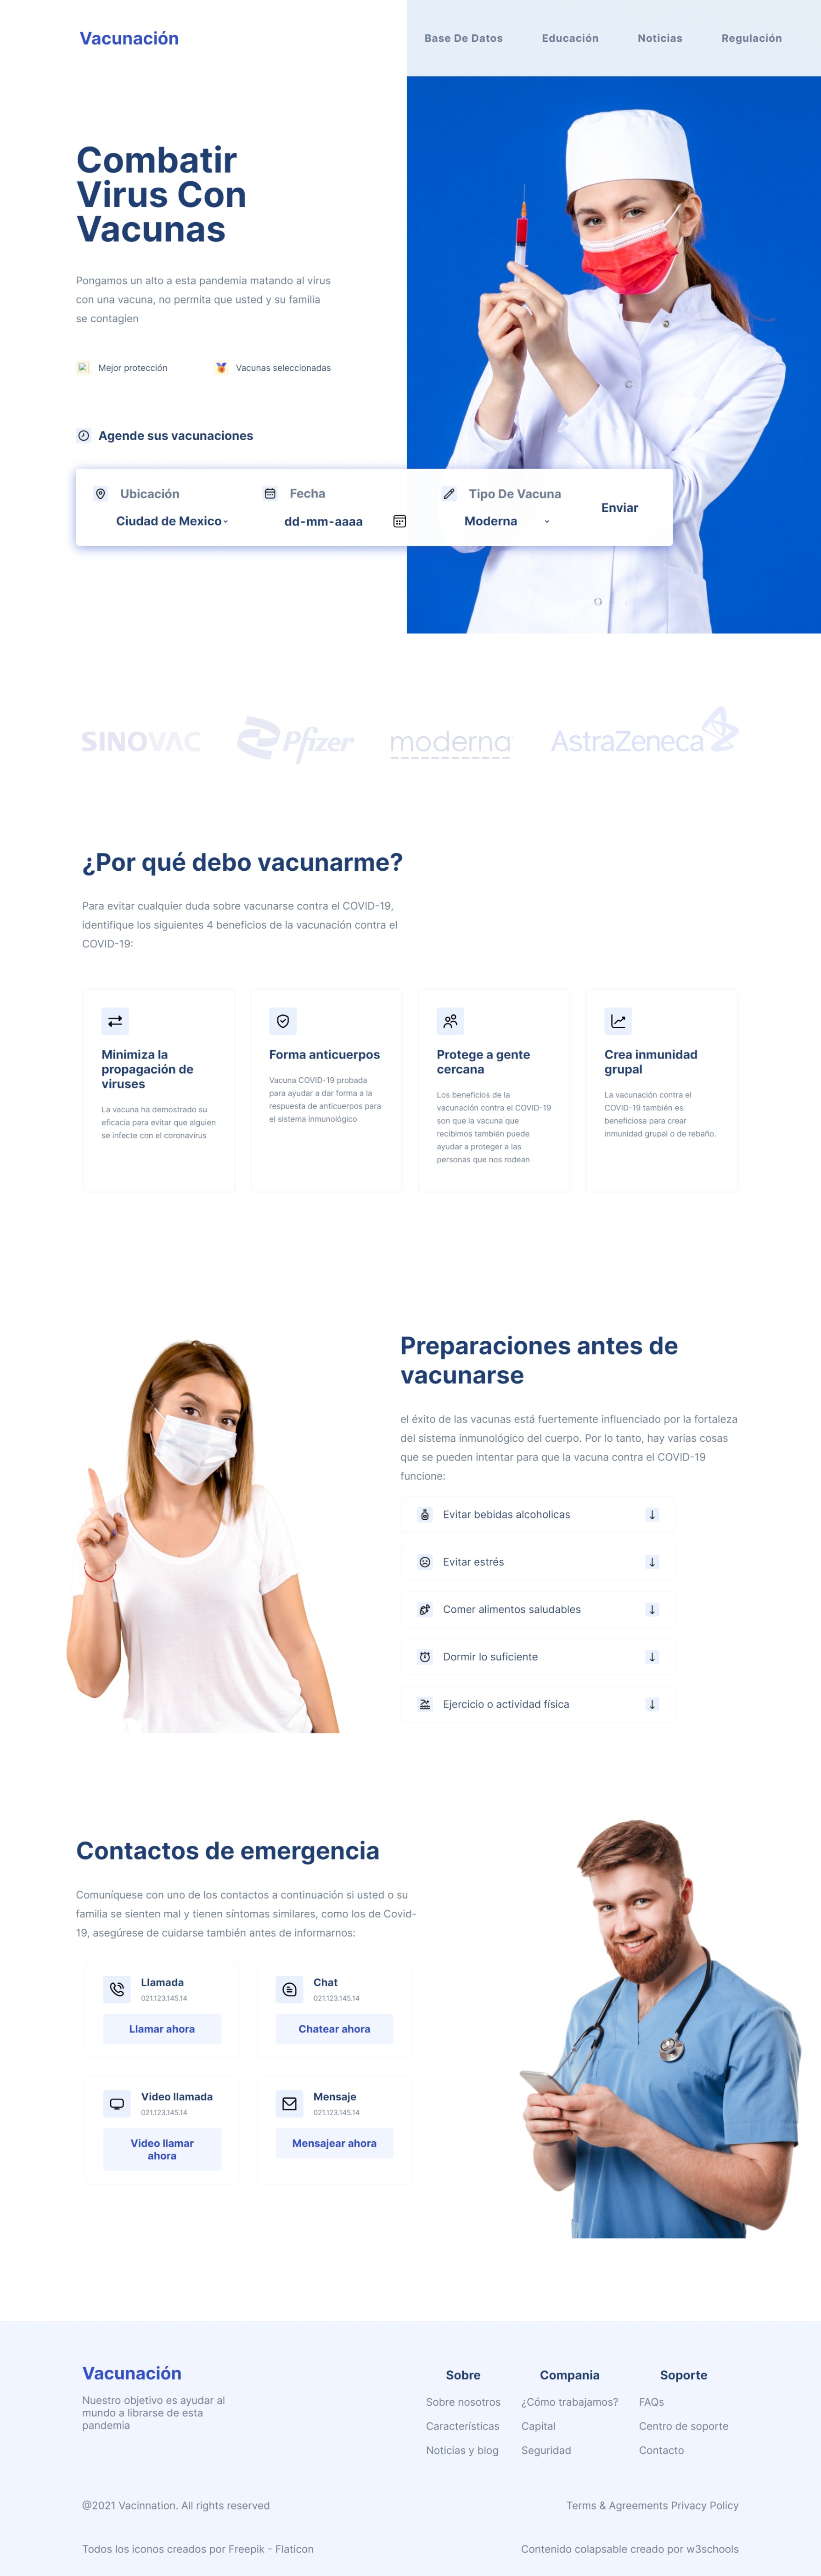 Vacunación
Base De Datos
Educación
Noticias
Regulación
Combatir
Virus Con
Vacunas
Pongamos un alto a esta pandemia matando al virus
con una vacuna, no permita que usted y su familia
se contagien
Mejor protección
Vacunas seleccionadas
Agende sus vacunaciones
Ubicación
Fecha
Tipo De Vacuna
Ciudad de Mexico
dd-mm-aaaa
Moderna
Enviar
SINOVAC
Pfizer
moderna
AstraZeneca
¿Por qué debo vacunarme?
Para evitar cualquier duda sobre vacunarse contra el COVID-19,
identifique los siguientes 4 beneficios de la vacunación contra el
COVID-19:
Minimiza la
propagación de
viruses
La vacuna ha demostrado su
eficacia para evitar que alguien
se infecte con el coronavirus
Forma anticuerpos
Vacuna COVID-19 probada
para ayudar a dar forma a la
respuesta de anticuerpos para
el sistema inmunológico
Protege a gente
cercana
Los beneficios de la
vacunación contra el COVID-19
son que la vacuna que
recibimos también puede
ayudar a proteger a las
personas que nos rodean
Crea inmunidad
grupal
La vacunación contra el
COVID-19 también es
beneficiosa para crear
inmunidad grupal o de rebaño.
Preparaciones antes de
vacunarse
el éxito de las vacunas está fuertemente influenciado por la fortaleza
del sistema inmunológico del cuerpo. Por lo tanto, hay varias cosas
que se pueden intentar para que la vacuna contra el COVID-19
funcione:
Evitar bebidas alcoholicas
Evitar estrés
Comer alimentos saludables
Dormir lo suficiente
Ejercicio o actividad física
Contactos de emergencia
Comuníquese con uno de los contactos a continuación si usted o su
familia se sienten mal y tienen síntomas similares, como los de Covid-
19, asegúrese de cuidarse también antes de informarnos:
Llamada
021.123.145.14
Llamar ahora
Chat
021.123.145.14
Chatear ahora
Video llamada
021.123.145.14
Video llamar
ahora
Mensaje
021.123.145.14
Mensajear ahora
Vacunación
Nuestro objetivo es ayudar al
mundo a librarse de esta
pandemia
Sobre
Sobre nosotros
Características
Noticias y blog
Compania
¿Cómo trabajamos?
Capital
Seguridad
Soporte
FAQs
Centro de soporte
Contacto
@2021 Vacinnation. All rights reserved
Terms & Agreements Privacy Policy
Todos los iconos creados por Freepik - Flaticon
Contenido colapsable creado por w3schools